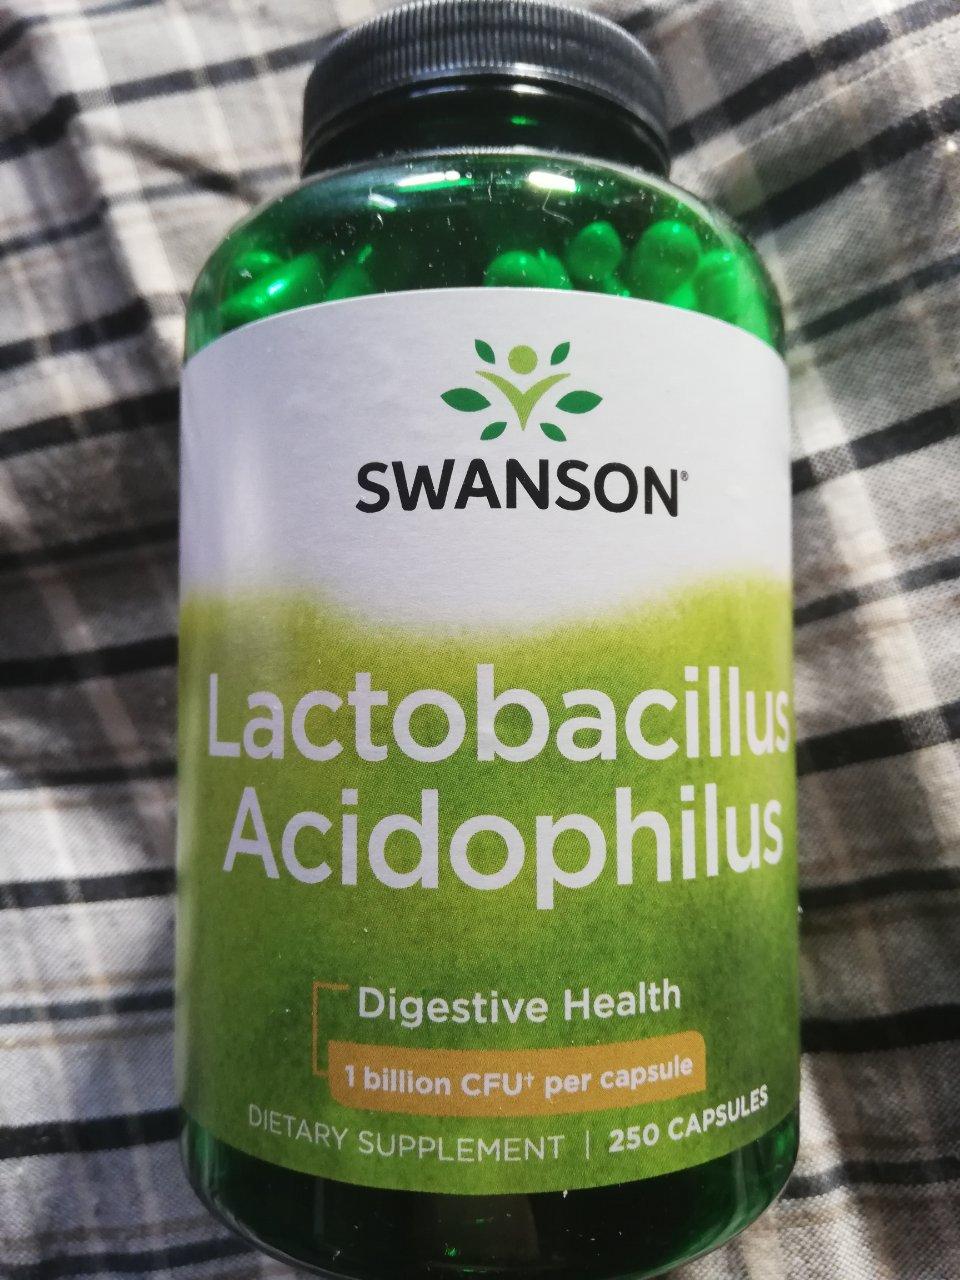 SWANSON®
Lactobacillus
Acidophilus
Digestive Health
1 billion CFU† per capsule
DIETARY SUPPLEMENT | 250 CAPSULES